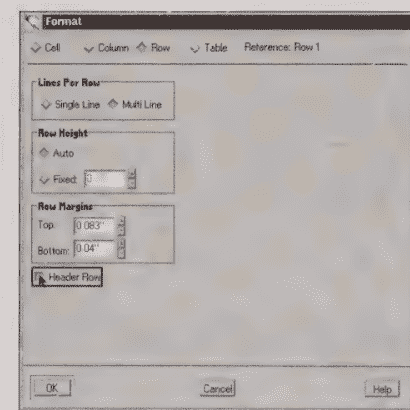 Format
Cell Column Row Table Reference: Row 1
Lines Per Row
Single Line Multi Line
Row Height
Auto
Fixed:
Row Margins
Top: 0.083"
Bottom: 0.04"
Header Row
OK Cancel Help